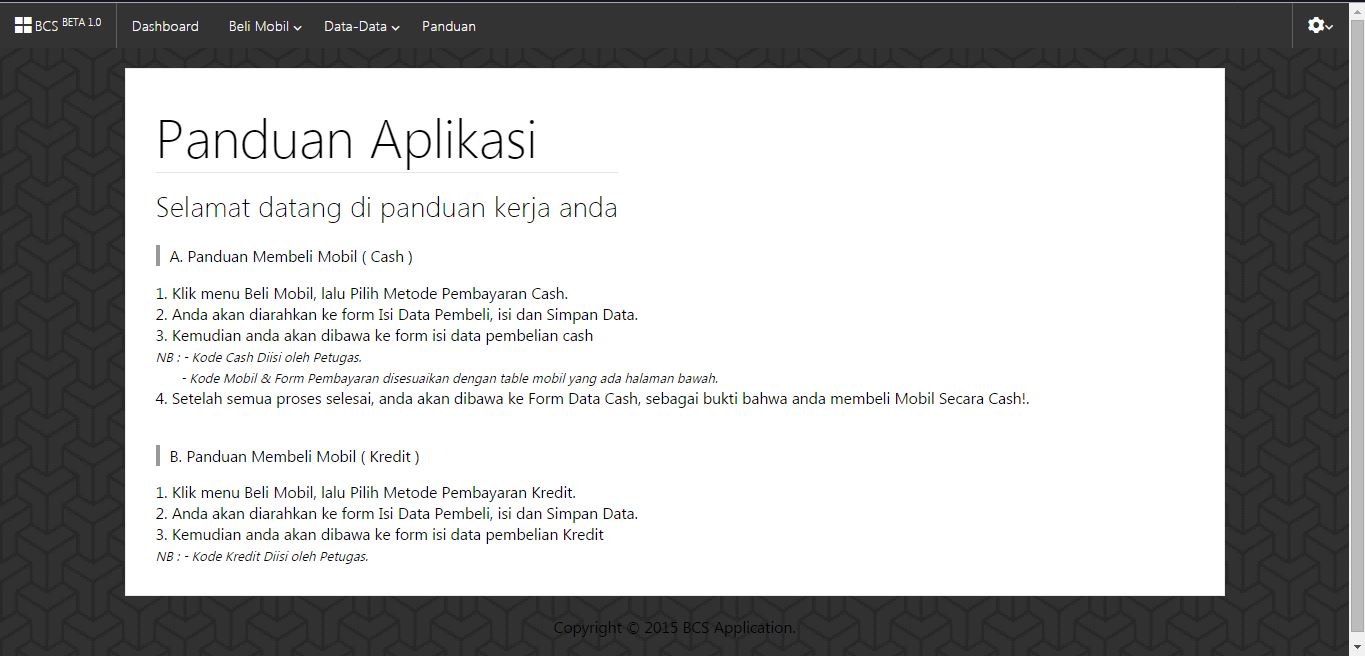 BCS BETA 1.0 Dashboard Beli Mobil Data-Data Panduan
Panduan Aplikasi
Selamat datang di panduan kerja anda
A. Panduan Membeli Mobil ( Cash )
1. Klik menu Beli Mobil, lalu Pilih Metode Pembayaran Cash.
2. Anda akan diarahkan ke form Isi Data Pembeli, isi dan Simpan Data.
3. Kemudian anda akan dibawa ke form isi data pembelian cash
NB : - Kode Cash Diisi oleh Petugas.
- Kode Mobil & Form Pembayaran disesuaikan dengan table mobil yang ada halaman bawah.
4. Setelah semua proses selesai, anda akan dibawa ke Form Data Cash, sebagai bukti bahwa anda membeli Mobil Secara Cash!.
B. Panduan Membeli Mobil ( Kredit )
1. Klik menu Beli Mobil, lalu Pilih Metode Pembayaran Kredit.
2. Anda akan diarahkan ke form Isi Data Pembeli, isi dan Simpan Data.
3. Kemudian anda akan dibawa ke form isi data pembelian Kredit
NB : - Kode Kredit Diisi oleh Petugas.
Copyright © 2015 BCS Application.